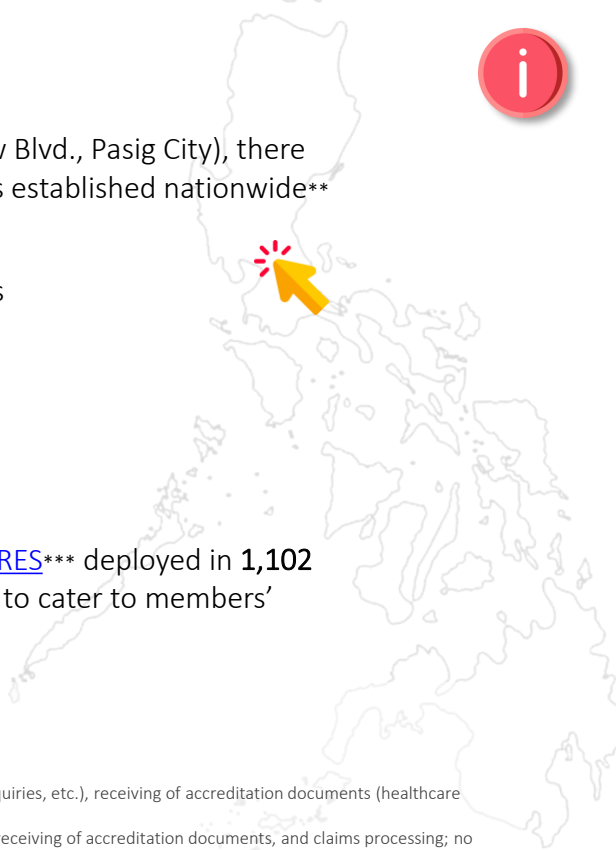 i
Blvd., Pasig City), there
established nationwide**
RES*** deployed in 1,102
to cater to members’
etc.), receiving of accreditation documents (healthcare
receiving of accreditation documents, and claims processing; no